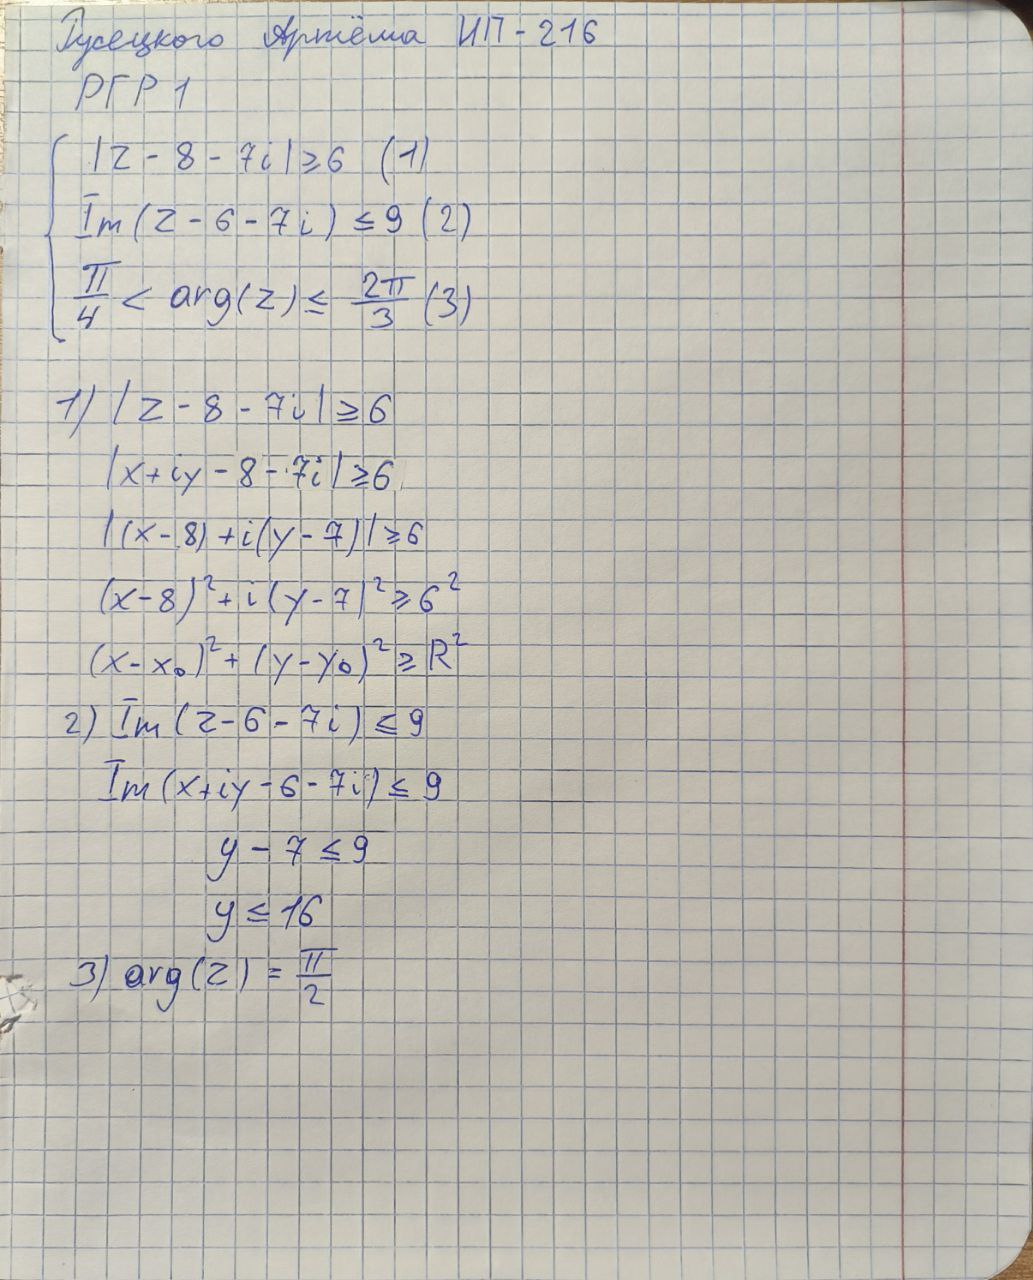 Гусецкого Артёма ИП-216
РГР 1
|z - 8 - 7i| ≥ 6 (1)
Im(z - 6 - 7i) ≤ 9 (2)
π/4 < arg(z) ≤ 2π/3 (3)
1) |z - 8 - 7i| ≥ 6
|x + iy - 8 - 7i| ≥ 6
|(x - 8) + i(y - 7)| ≥ 6
(x - 8)² + i(y - 7)² ≥ 6²
(x - x₀)² + (y - y₀)² ≥ R²
2) Im(z - 6 - 7i) ≤ 9
Im(x + iy - 6 - 7i) ≤ 9
y - 7 ≤ 9
y ≤ 16
3) arg(z) = π/2